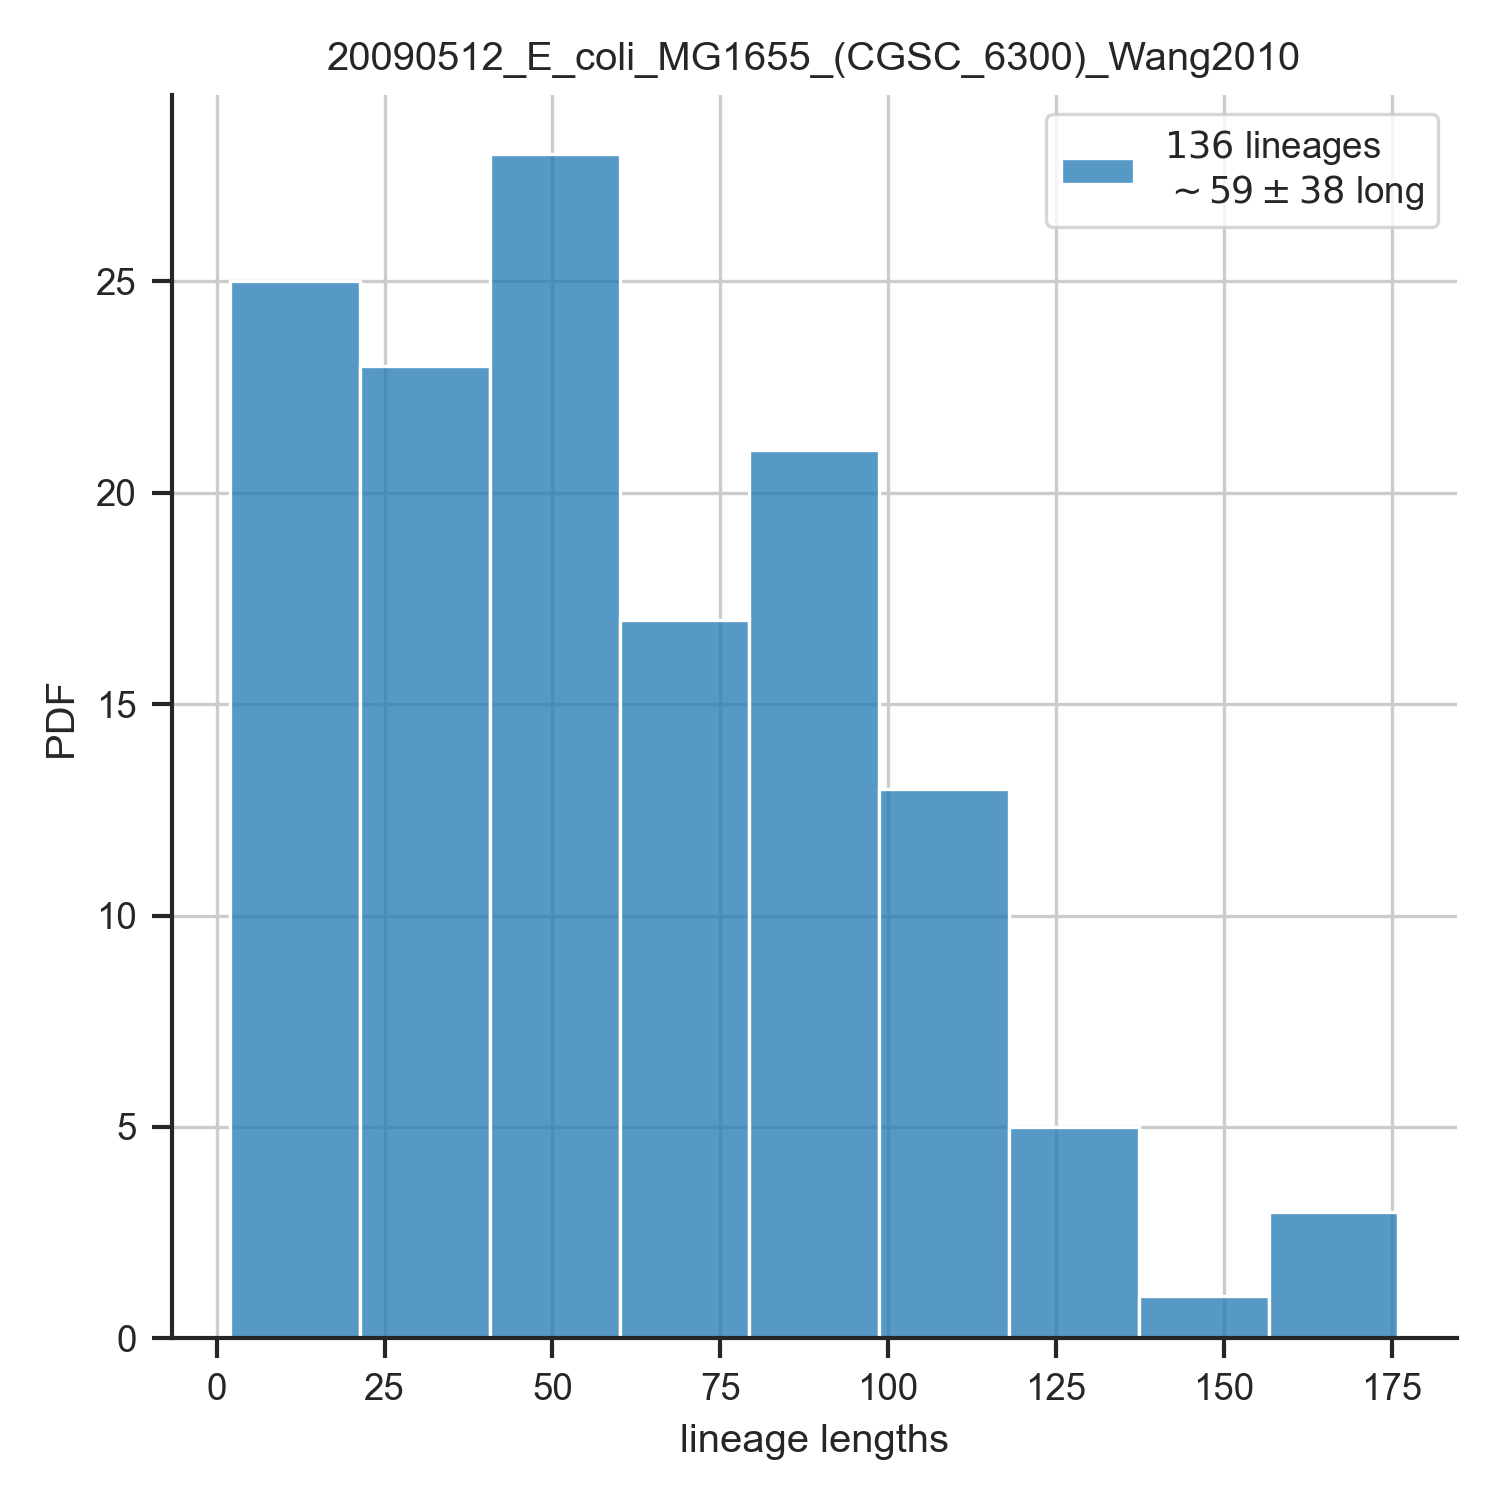 20090512_E_coli_MG1655_(CGSC_6300)_Wang2010
136 lineages
~ 59 ± 38 long
PDF
25
20
15
10
5
0
0 25 50 75 100 125 150 175
lineage lengths